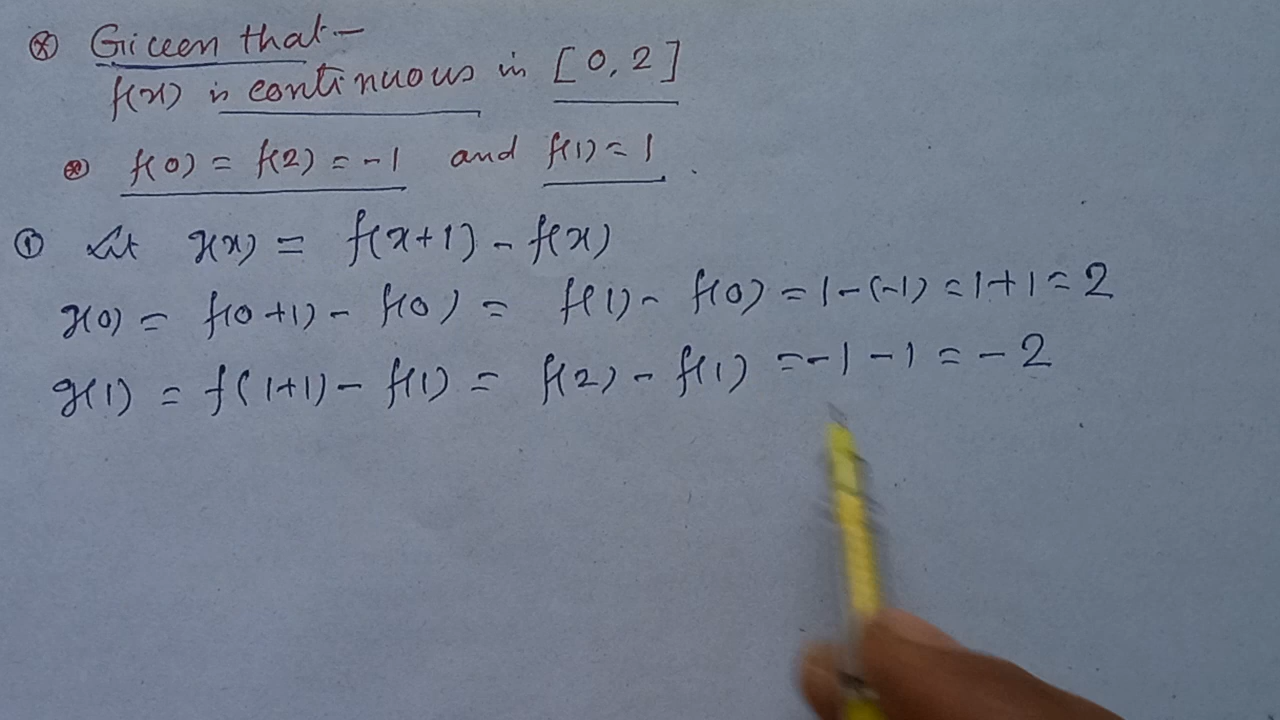 ⊗ Giceen that—
f(x) is continuous in [0, 2]
⊗ f(0) = f(2) = -1 and f(1) = 1 .
① Let g(x) = f(x+1) - f(x)
g(0) = f(0+1) - f(0) = f(1) - f(0) = 1-(-1) = 1+1 = 2
g(1) = f(1+1) - f(1) = f(2) - f(1) = -1 - 1 = -2